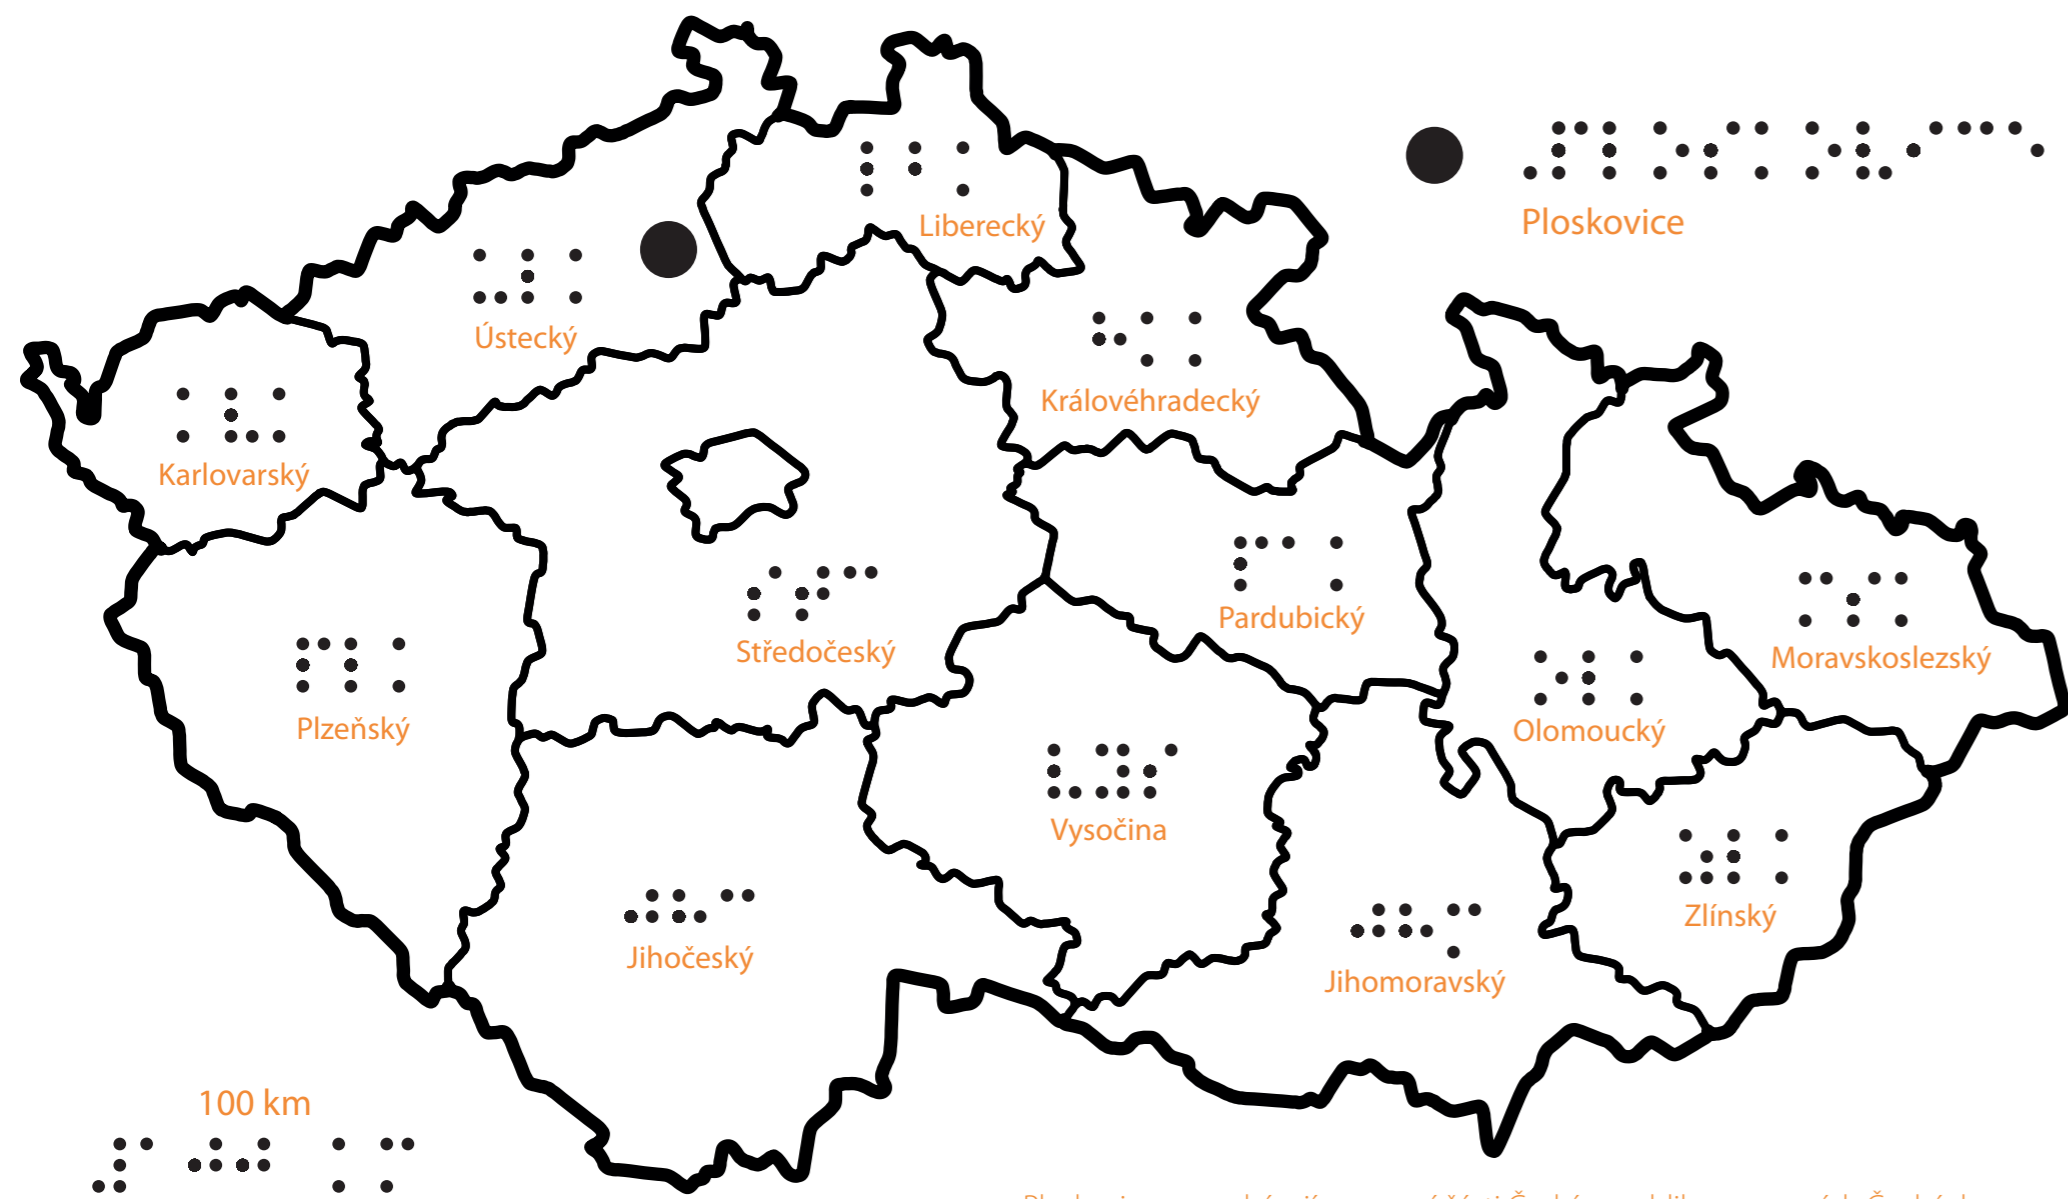 Liberecký
Ploskovice
Ústecký
Královéhradecký
Karlovarský
Pardubický
Středočeský
Moravskoslezský
Plzeňský
Olomoucký
Vysočina
Zlínský
Jihočeský
Jihomoravský
100 km